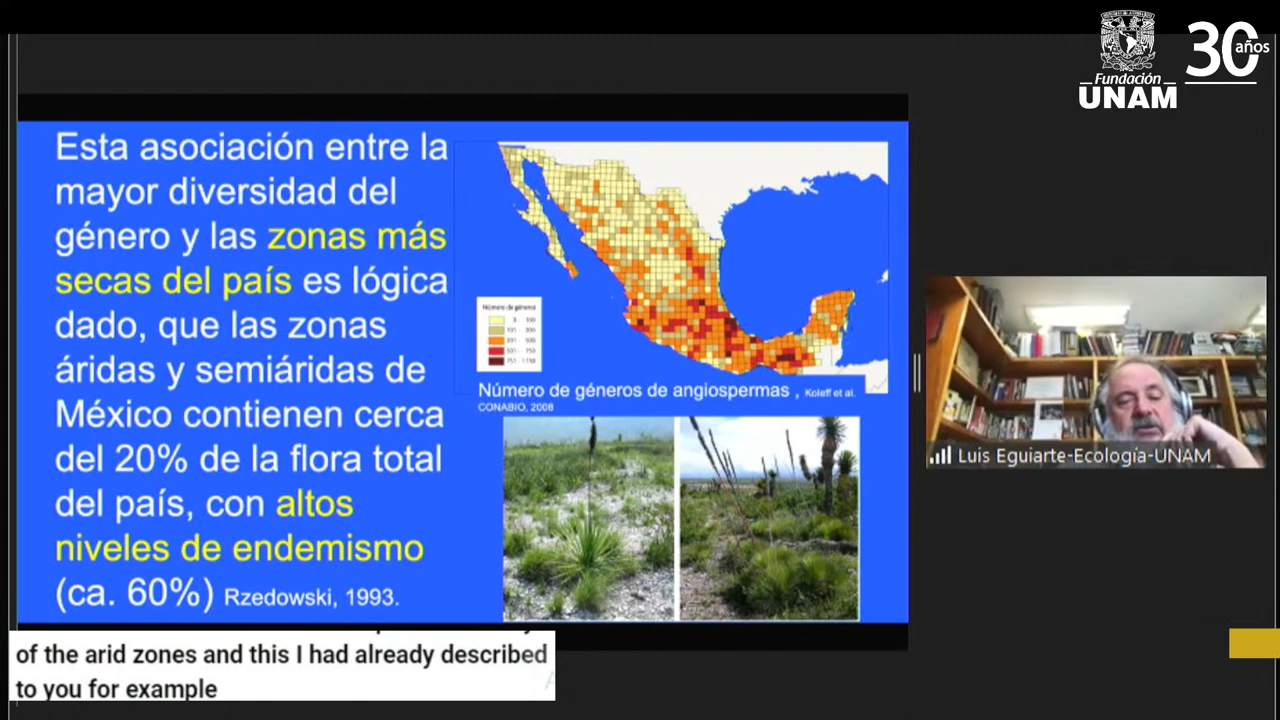 Fundación
UNAM
30 años
Esta asociación entre la
mayor diversidad del
género y las zonas más
secas del país es lógica
dado, que las zonas
áridas y semiáridas de
México contienen cerca
del 20% de la flora total
del país, con altos
niveles de endemismo
(ca. 60%) Rzedowski, 1993.
Número de géneros
Número de géneros de angiospermas , Koleff et al.
CONABIO, 2008
Luis Eguiarte-Ecología-UNAM
of the arid zones and this I had already described
to you for example